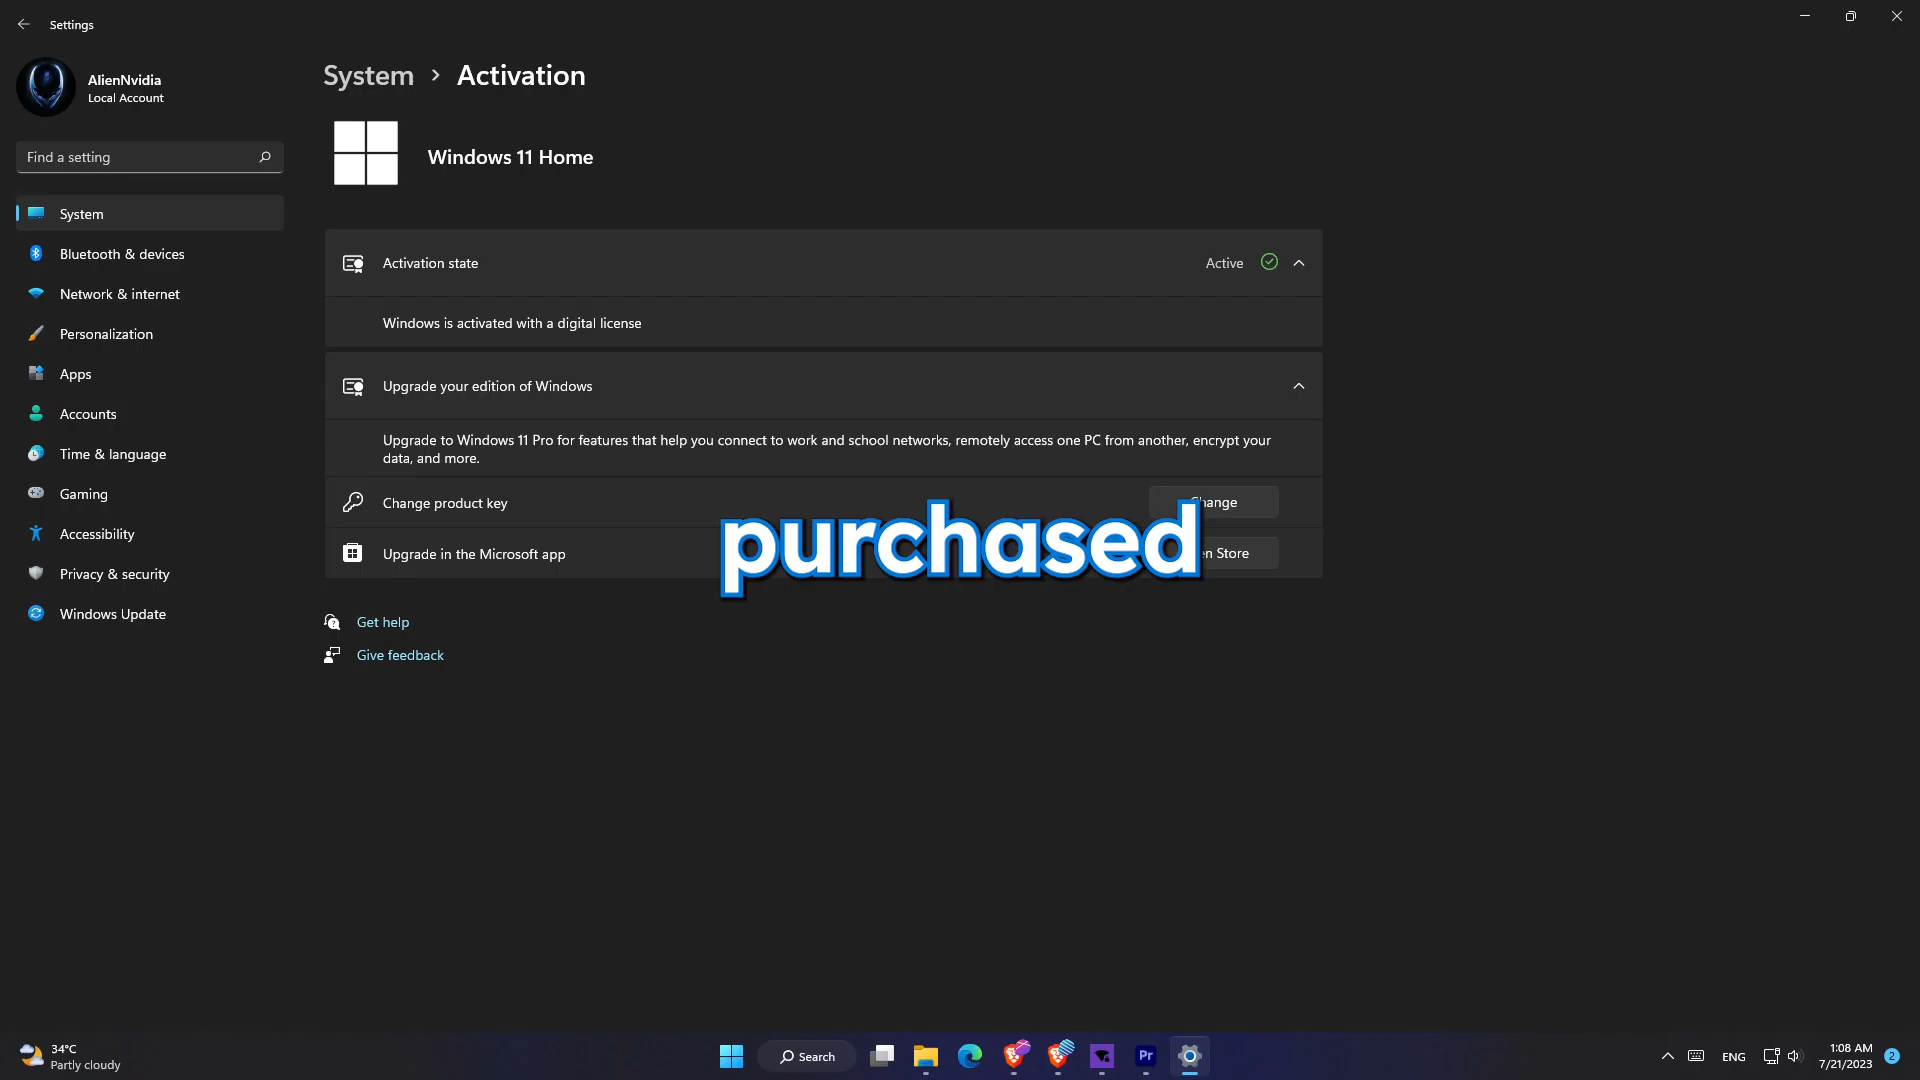 Settings
AlienNvidia
Local Account
Find a setting
System
Bluetooth & devices
Network & internet
Personalization
Apps
Accounts
Time & language
Gaming
Accessibility
Privacy & security
Windows Update
System > Activation
Windows 11 Home
Activation state Active
Windows is activated with a digital license
Upgrade your edition of Windows
Upgrade to Windows 11 Pro for features that help you connect to work and school networks, remotely access one PC from another, encrypt your
data, and more.
Change product key Change
purchased
Upgrade in the Microsoft app en Store
Get help
Give feedback
34°C
Partly cloudy
Search
Pr
ENG
1:08 AM
7/21/2023
2